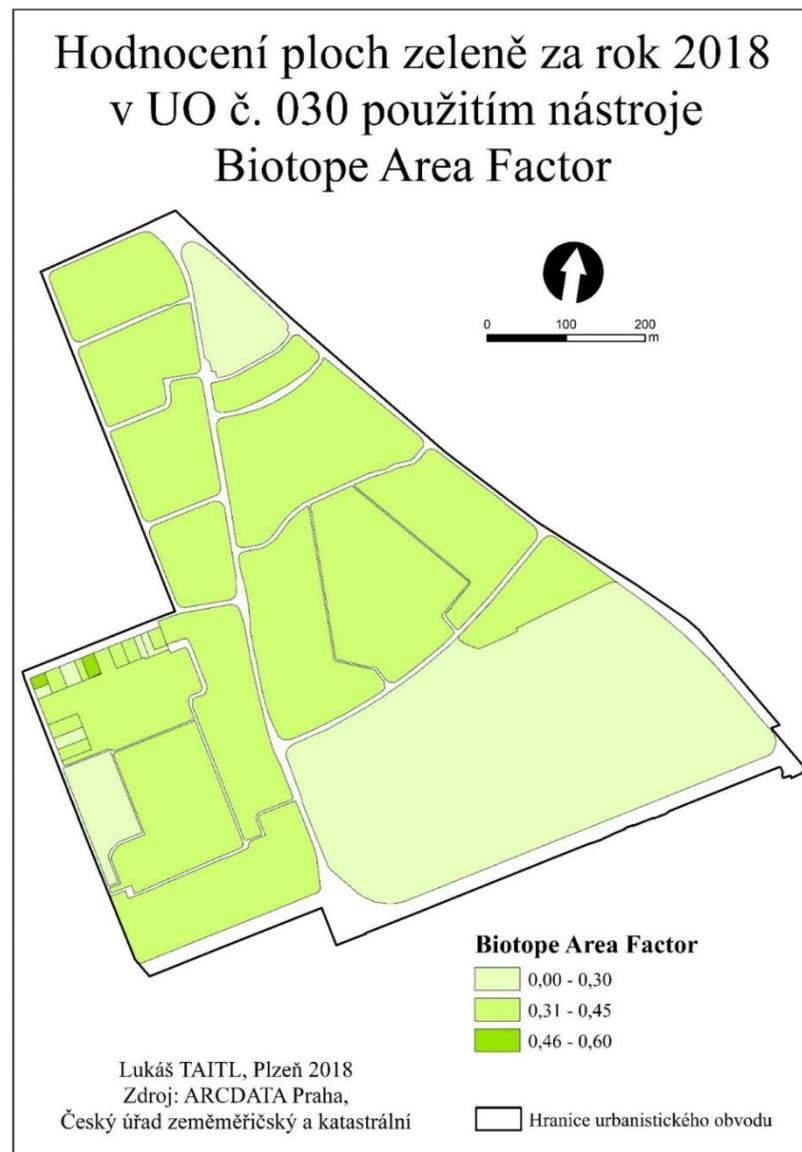 Hodnocení ploch zeleně za rok 2018
v UO č. 030 použitím nástroje
Biotope Area Factor
0 100 200
m
Biotope Area Factor
0,00 - 0,30
0,31 - 0,45
0,46 - 0,60
Lukáš TAITL, Plzeň 2018
Zdroj: ARCDATA Praha,
Český úřad zeměměřičský a katastrální
Hranice urbanistického obvodu